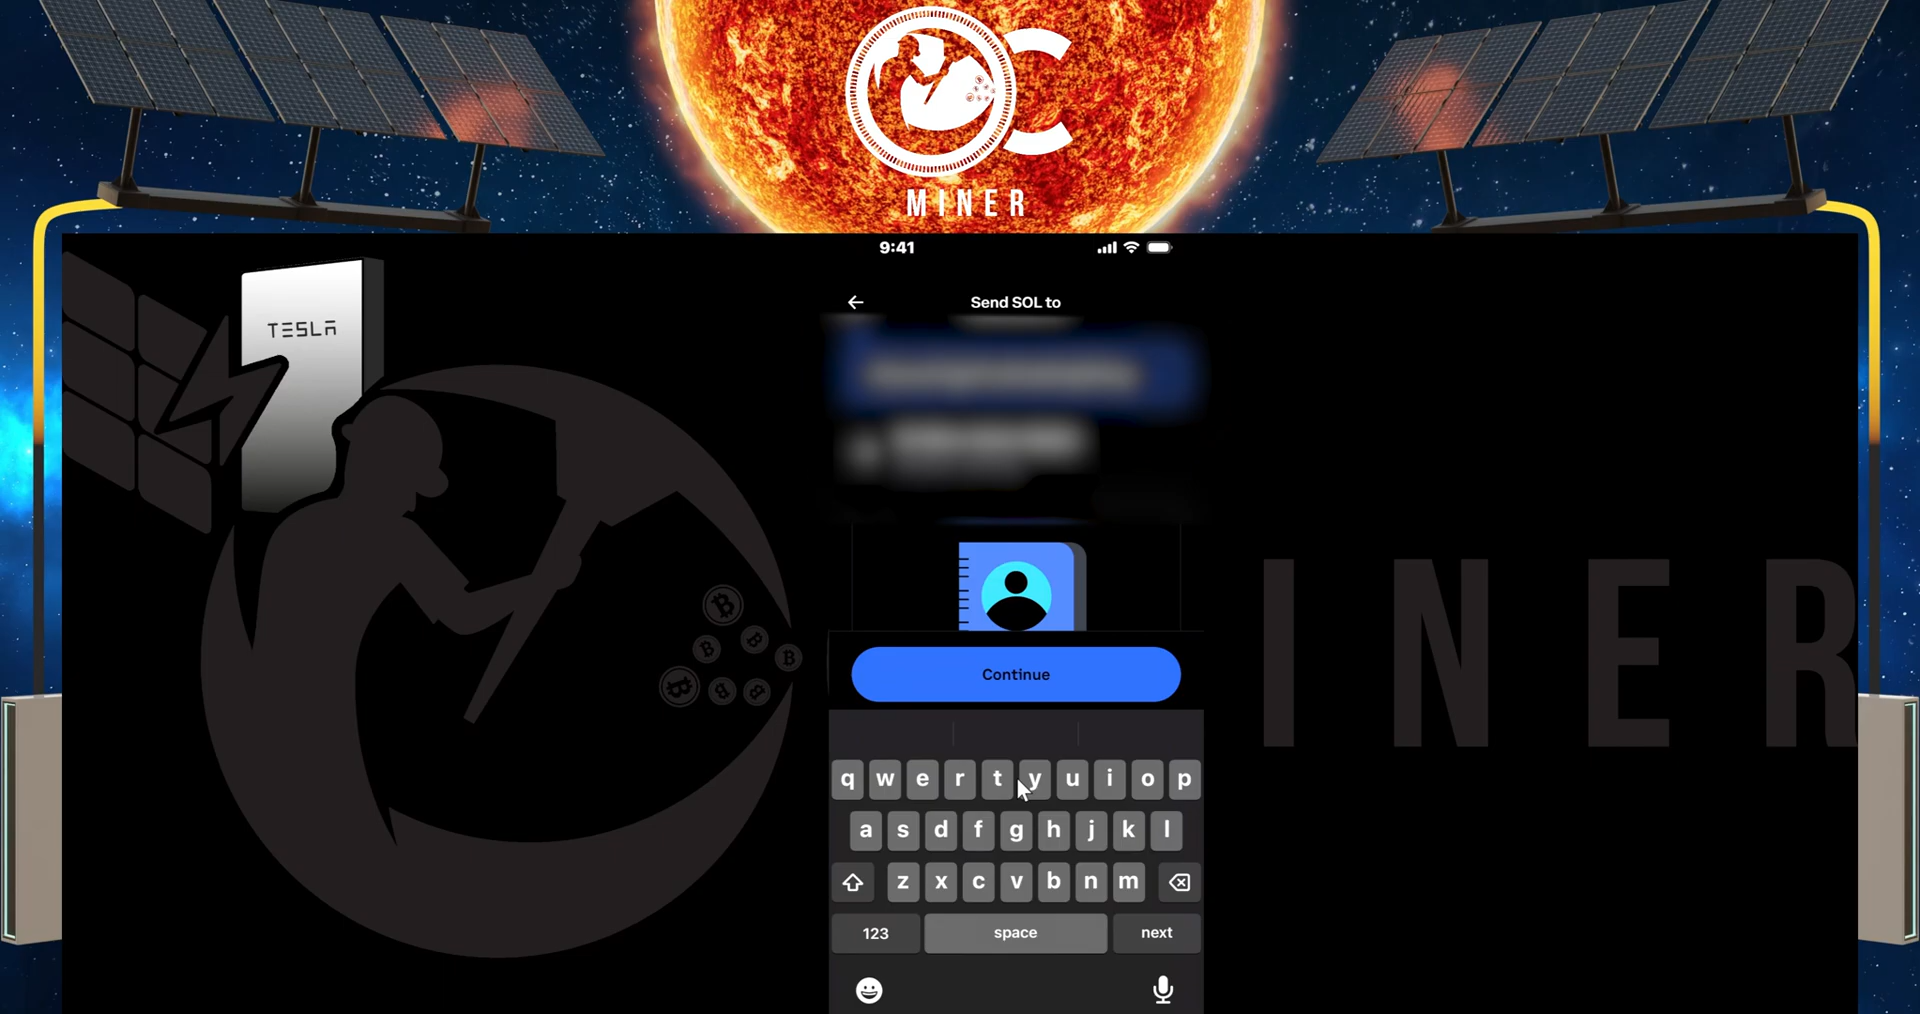 C
MINER
9:41
Send SOL to
TESLA
Continue
INER
q w e r t y u i o p
a s d f g h j k l
z x c v b n m
123 space next